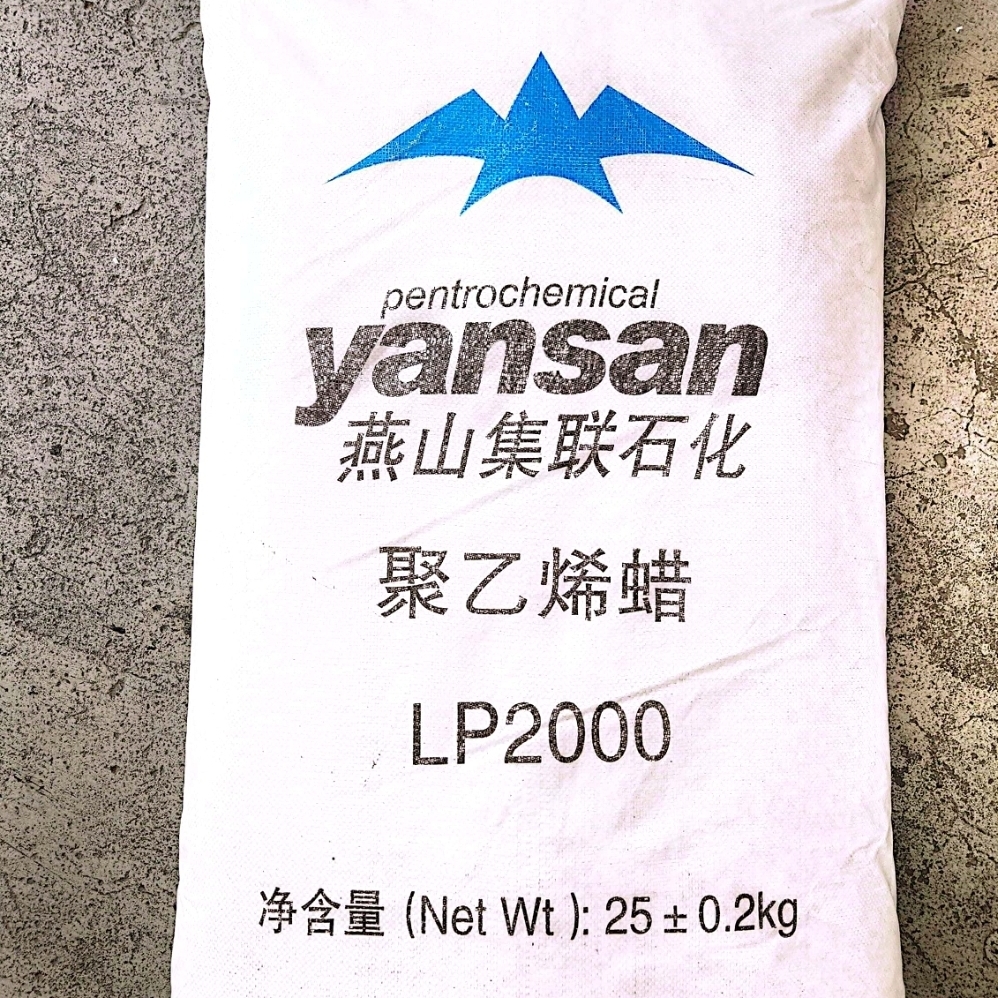 pentrochemical
yansan
燕山集联石化
聚乙烯蜡
LP2000
净含量 (Net Wt ): 25±0.2kg